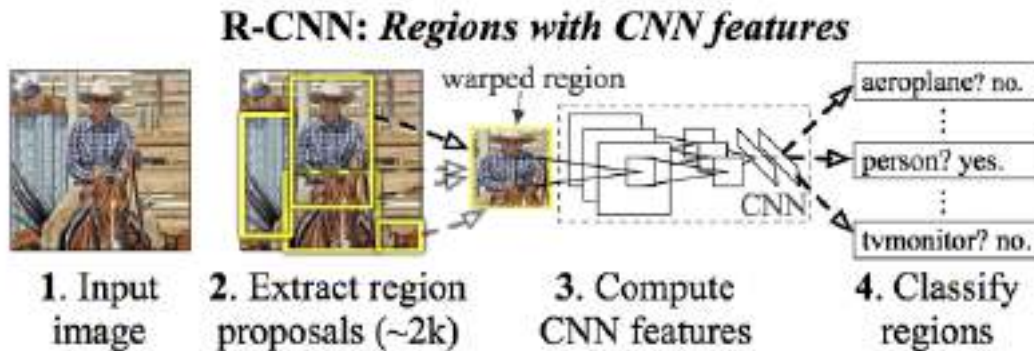 R-CNN: Regions with CNN features
warped region
aeroplane? no.
person? yes.
tvmonitor? no.
CNN
1. Input
image
2. Extract region
proposals (~2k)
3. Compute
CNN features
4. Classify
regions